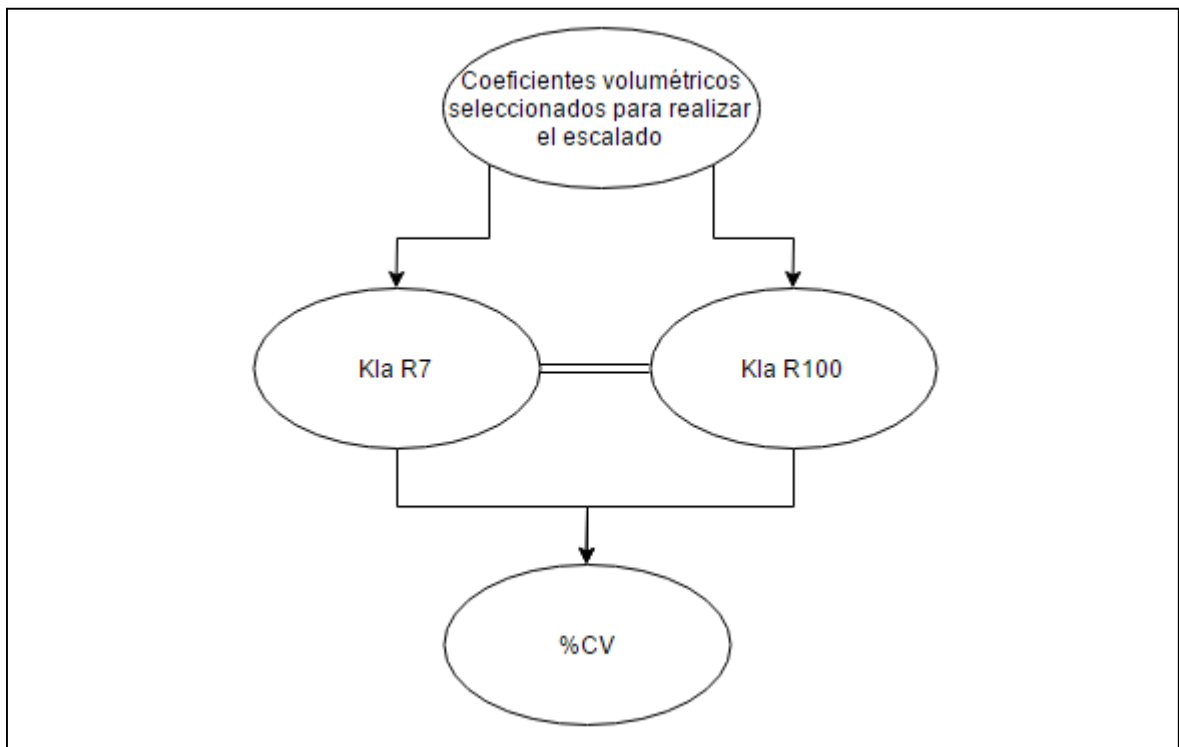 Coeficientes volumétricos
seleccionados para realizar
el escalado
Kla R7
Kla R100
%CV